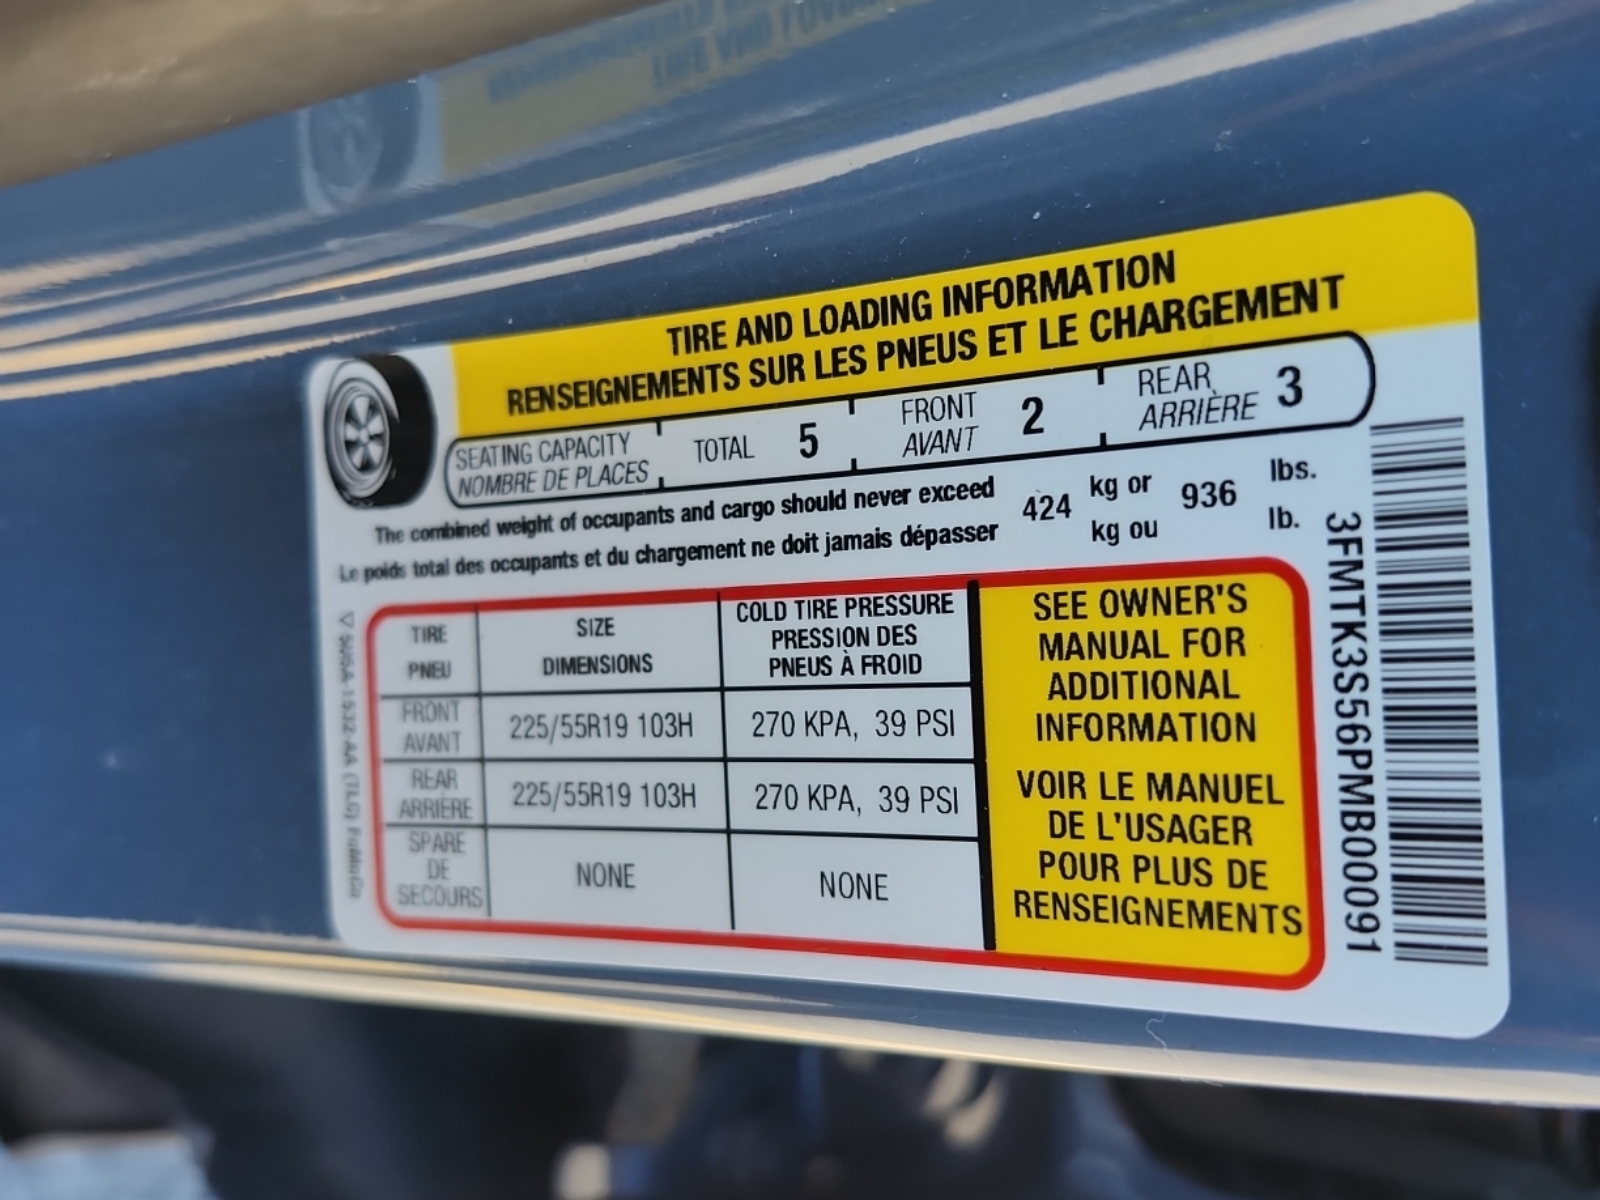 TIRE AND LOADING INFORMATION
RENSEIGNEMENTS SUR LES PNEUS ET LE CHARGEMENT
SEATING CAPACITY
NOMBRE DE PLACES
TOTAL 5
FRONT
AVANT
2
REAR
ARRIÈRE
3
The combined weight of occupants and cargo should never exceed 424 kg or 936 lbs.
Le poids total des occupants et du chargement ne doit jamais dépasser kg ou lb.
TIRE
PNEU
SIZE
DIMENSIONS
COLD TIRE PRESSURE
PRESSION DES
PNEUS À FROID
FRONT
AVANT
225/55R19 103H
270 KPA, 39 PSI
REAR
ARRIÈRE
225/55R19 103H
270 KPA, 39 PSI
SPARE
DE
SECOURS
NONE
NONE
SEE OWNER'S
MANUAL FOR
ADDITIONAL
INFORMATION
VOIR LE MANUEL
DE L'USAGER
POUR PLUS DE
RENSEIGNEMENTS
3FMTK3S56PMB00091